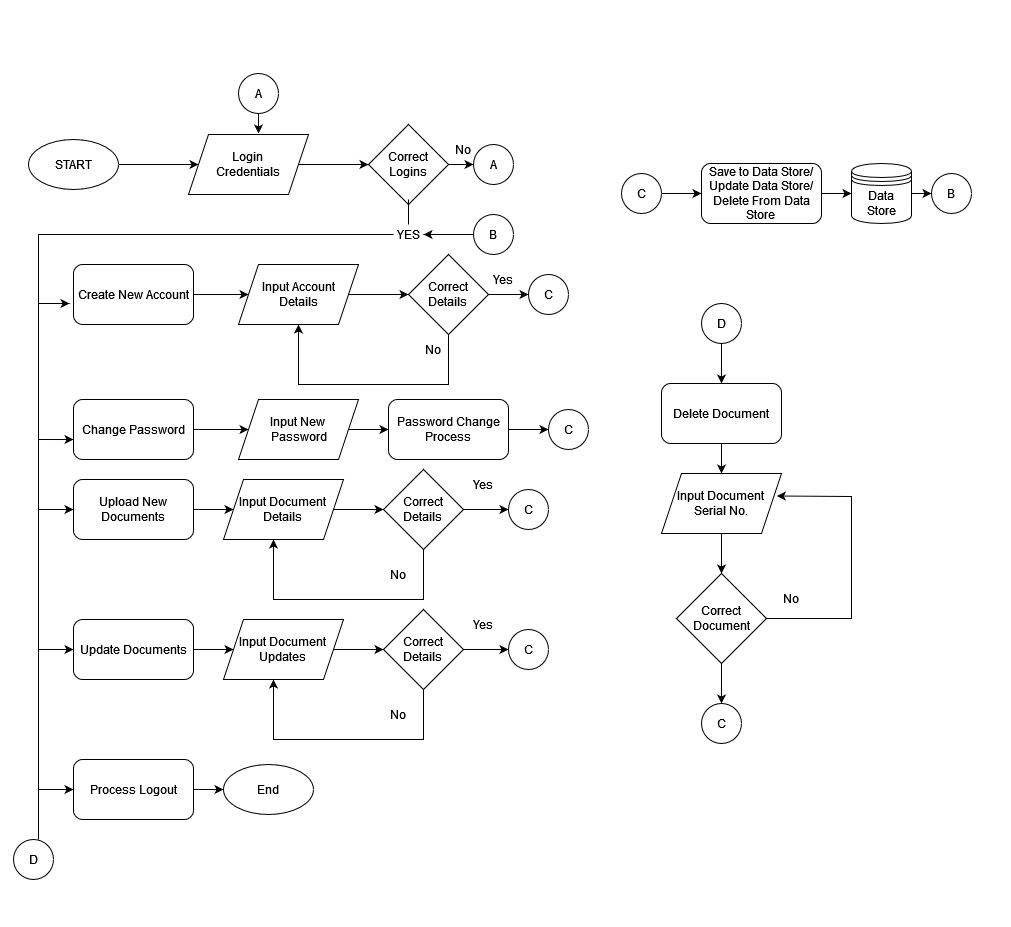 A
START
Login
Credentials
Correct
Logins
No
A
YES
B
Create New Account
Input Account
Details
Correct
Details
Yes
C
No
Change Password
Input New
Password
Password Change
Process
C
Upload New
Documents
Input Document
Details
Correct
Details
Yes
C
No
Update Documents
Input Document
Updates
Correct
Details
Yes
C
No
Process Logout
End
D
C
Save to Data Store/
Update Data Store/
Delete From Data
Store
Data
Store
B
D
Delete Document
Input Document
Serial No.
Correct
Document
No
C